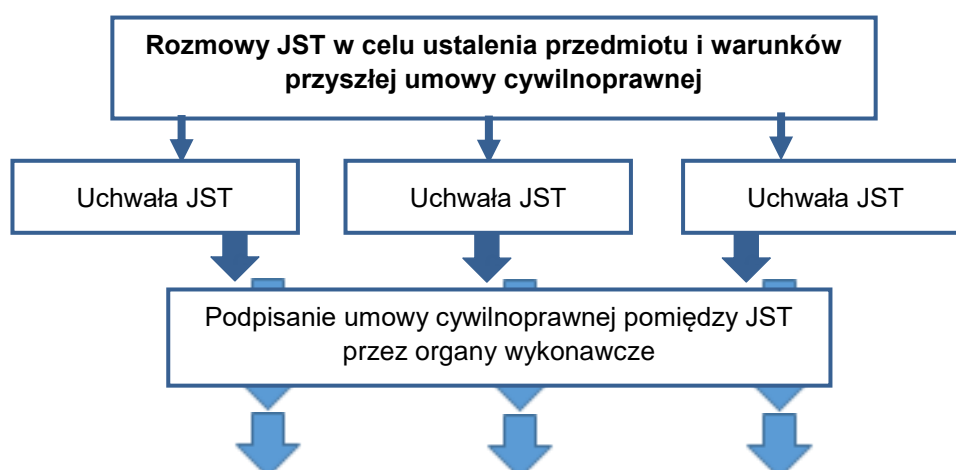 Rozmowy JST w celu ustalenia przedmiotu i warunków
przyszłej umowy cywilnoprawnej
Uchwała JST
Uchwała JST
Uchwała JST
Podpisanie umowy cywilnoprawnej pomiędzy JST
przez organy wykonawcze